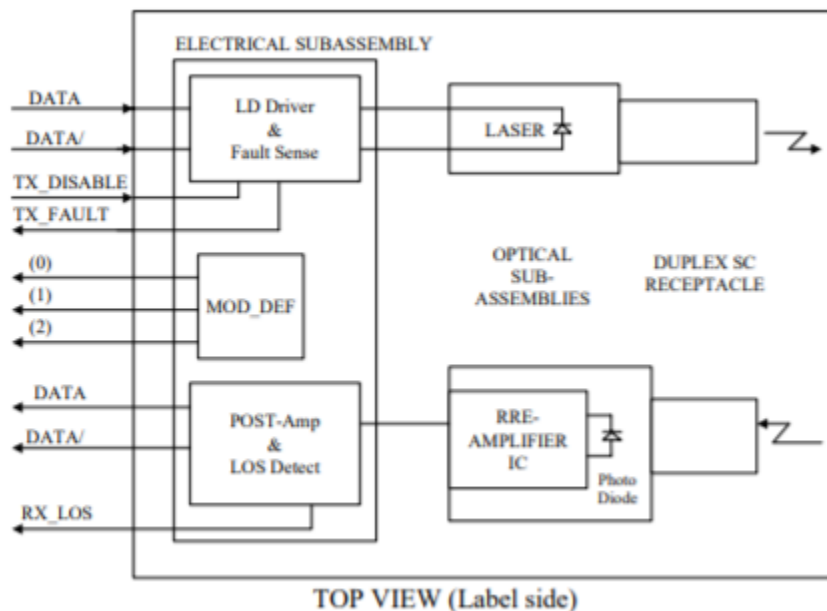 ELECTRICAL SUBASSEMBLY
DATA
DATA/
TX_DISABLE
TX_FAULT
LD Driver
&
Fault Sense
LASER
(0)
(1)
(2)
MOD_DEF
OPTICAL
SUB-
ASSEMBLIES
DUPLEX SC
RECEPTACLE
DATA
DATA/
RX_LOS
POST-Amp
&
LOS Detect
RRE-
AMPLIFIER
IC
Photo
Diode
TOP VIEW (Label side)